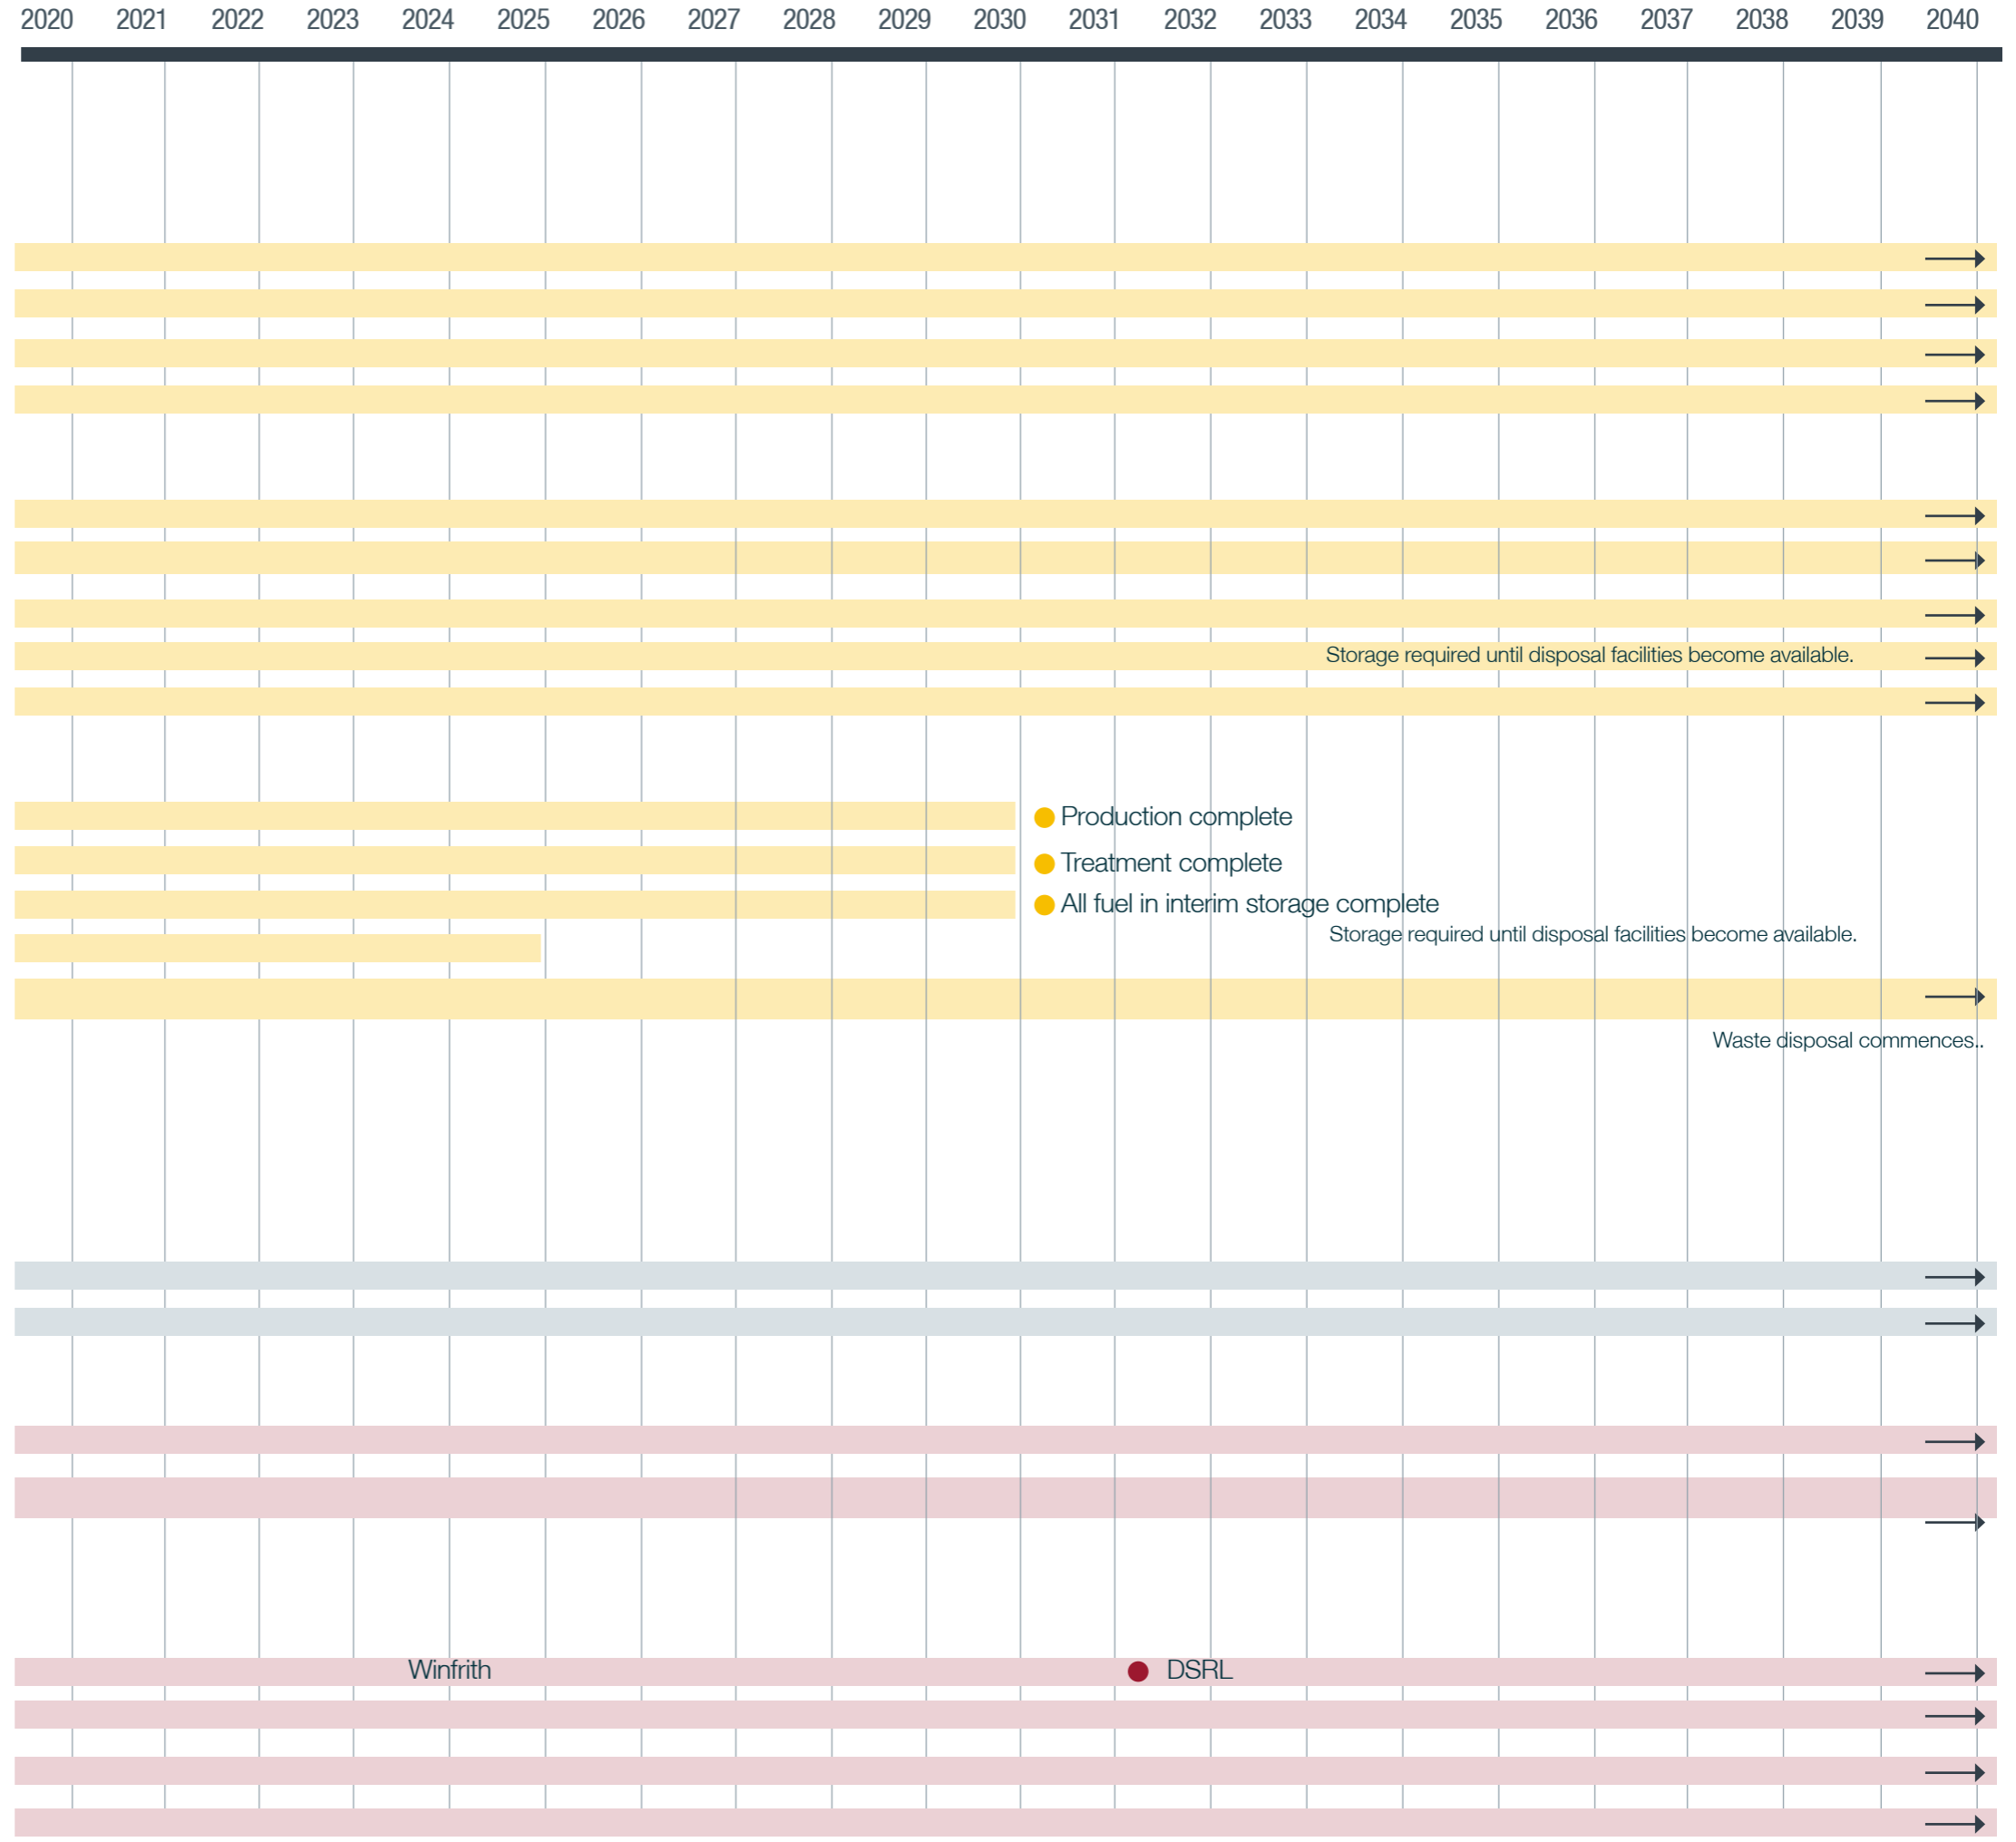 2020 2021 2022 2023 2024 2025 2026 2027 2028 2029 2030 2031 2032 2033 2034 2035 2036 2037 2038 2039 2040
Storage required until disposal facilities become available.
Production complete
Treatment complete
All fuel in interim storage complete
Storage required until disposal facilities become available.
Waste disposal commences..
Winfrith DSRL